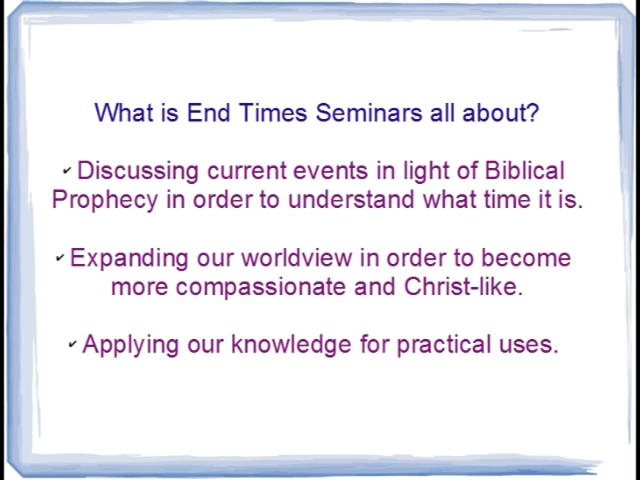 What is End Times Seminars all about?
✔Discussing current events in light of Biblical
Prophecy in order to understand what time it is.
✔Expanding our worldview in order to become
more compassionate and Christ-like.
✔Applying our knowledge for practical uses.